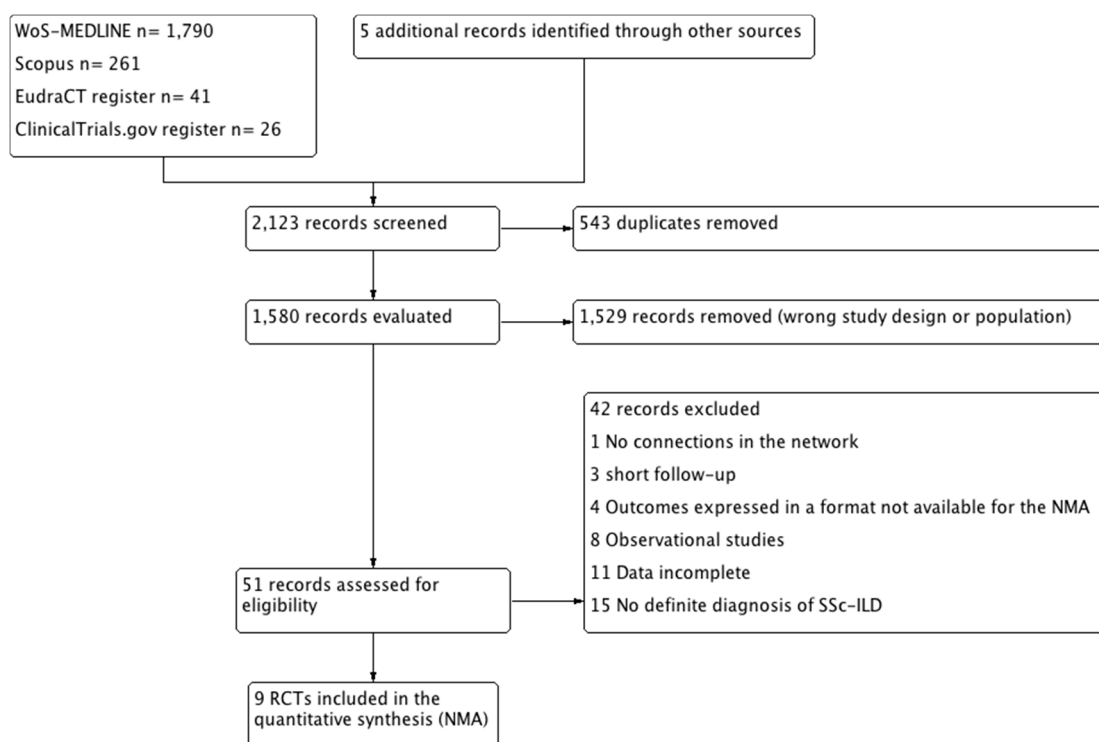 WoS-MEDLINE n= 1,790
Scopus n= 261
EudraCT register n= 41
ClinicalTrials.gov register n= 26
5 additional records identified through other sources
2,123 records screened
543 duplicates removed
1,580 records evaluated
1,529 records removed (wrong study design or population)
42 records excluded
1 No connections in the network
3 short follow-up
4 Outcomes expressed in a format not available for the NMA
8 Observational studies
11 Data incomplete
15 No definite diagnosis of SSc-ILD
51 records assessed for
eligibility
9 RCTs included in the
quantitative synthesis (NMA)